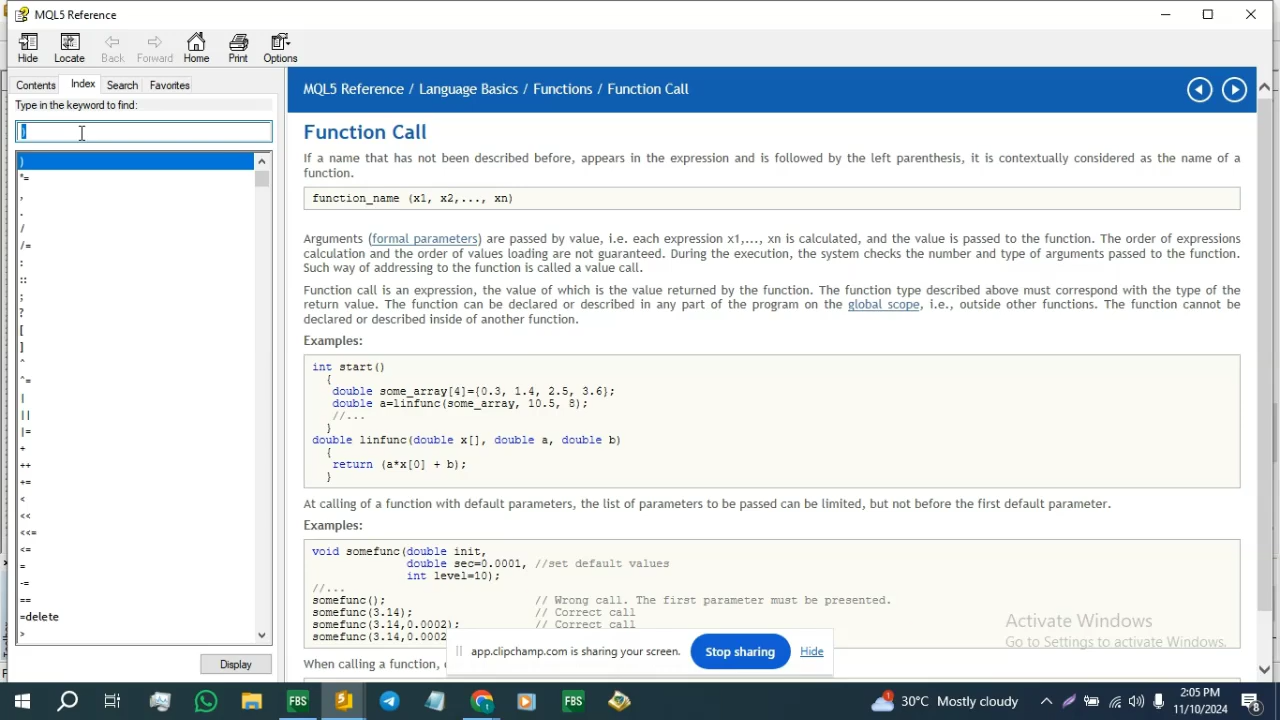 MQL5 Reference
Hide
Locate
Back
Forward
Home
Print
Options
Contents
Index
Search
Favorites
Type in the keyword to find:
)
)
*=
,
.
/
/=
:
::
;
?
[
]
^
^=
|
||
|=
+
++
+=
<
<<
<<=
<=
=
-=
==
=delete
>
Display
MQL5 Reference / Language Basics / Functions / Function Call
Function Call
If a name that has not been described before, appears in the expression and is followed by the left parenthesis, it is contextually considered as the name of a
function.
function_name (x1, x2,..., xn)
Arguments (formal parameters) are passed by value, i.e. each expression x1,..., xn is calculated, and the value is passed to the function. The order of expressions
calculation and the order of values loading are not guaranteed. During the execution, the system checks the number and type of arguments passed to the function.
Such way of addressing to the function is called a value call.
Function call is an expression, the value of which is the value returned by the function. The function type described above must correspond with the type of the
return value. The function can be declared or described in any part of the program on the global scope, i.e., outside other functions. The function cannot be
declared or described inside of another function.
Examples:
int start()
{
double some_array[4]={0.3, 1.4, 2.5, 3.6};
double a=linfunc(some_array, 10.5, 8);
//...
}
double linfunc(double x[], double a, double b)
{
return (a*x[0] + b);
}
At calling of a function with default parameters, the list of parameters to be passed can be limited, but not before the first default parameter.
Examples:
void somefunc(double init,
double sec=0.0001, //set default values
int level=10);
//...
somefunc(); // Wrong call. The first parameter must be presented.
somefunc(3.14); // Correct call
somefunc(3.14,0.0002); // Correct call
somefunc(3.14,0.0002
When calling a function,
Activate Windows
Go to Settings to activate Windows.
app.clipchamp.com is sharing your screen.
Stop sharing
Hide
FBS
5
FBS
1
30°C Mostly cloudy
2:05 PM
11/10/2024
8